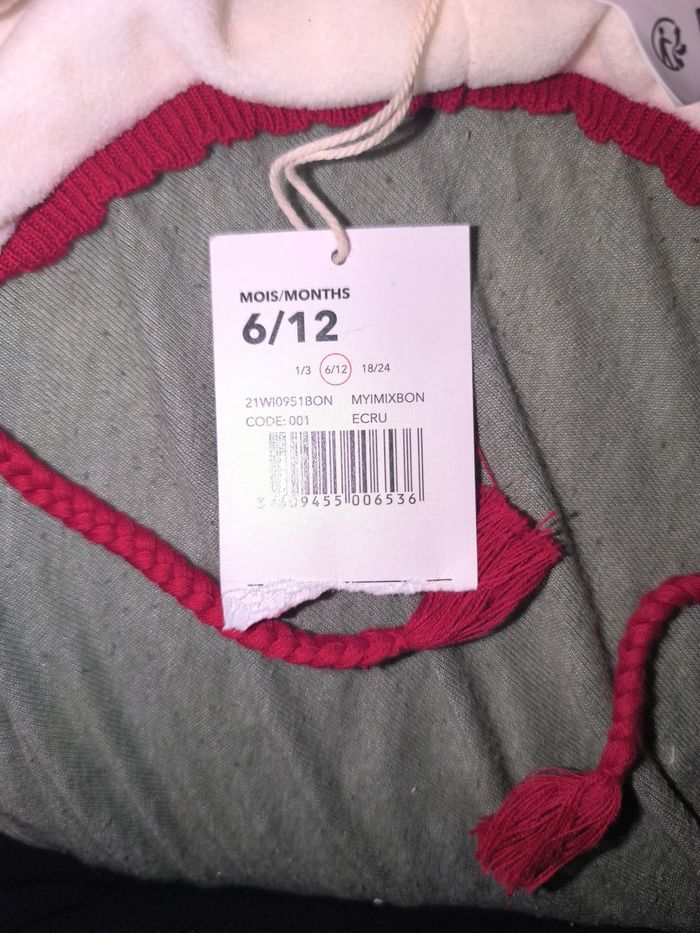 MOIS/MONTHS
6/12
1/3 6/12 18/24
21WI0951BON MYIMIXBON
CODE: 001 ECRU
9455 006536